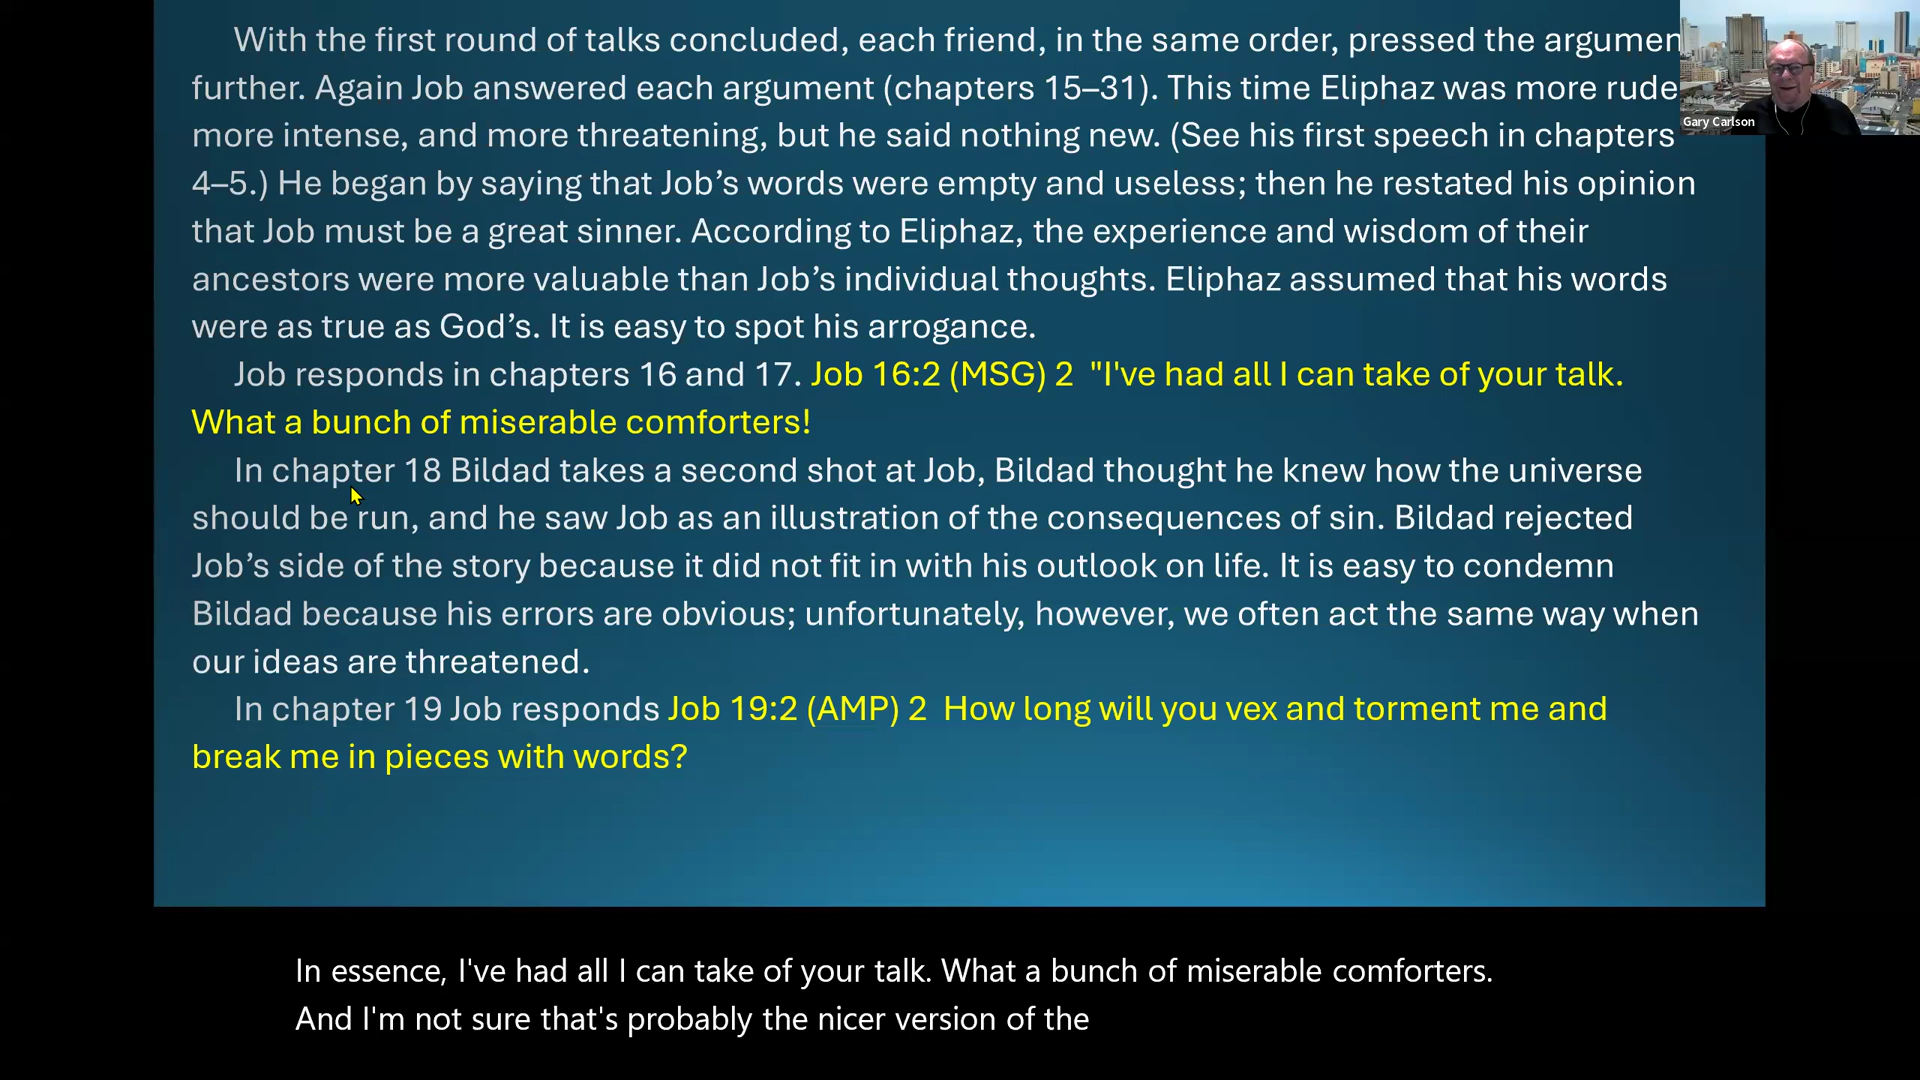 With the first round of talks concluded, each friend, in the same order, pressed the argumen
further. Again Job answered each argument (chapters 15–31). This time Eliphaz was more rude
more intense, and more threatening, but he said nothing new. (See his first speech in chapters
4–5.) He began by saying that Job’s words were empty and useless; then he restated his opinion
that Job must be a great sinner. According to Eliphaz, the experience and wisdom of their
ancestors were more valuable than Job’s individual thoughts. Eliphaz assumed that his words
were as true as God’s. It is easy to spot his arrogance.
Job responds in chapters 16 and 17. Job 16:2 (MSG) 2 "I've had all I can take of your talk.
What a bunch of miserable comforters!
In chapter 18 Bildad takes a second shot at Job, Bildad thought he knew how the universe
should be run, and he saw Job as an illustration of the consequences of sin. Bildad rejected
Job’s side of the story because it did not fit in with his outlook on life. It is easy to condemn
Bildad because his errors are obvious; unfortunately, however, we often act the same way when
our ideas are threatened.
In chapter 19 Job responds Job 19:2 (AMP) 2 How long will you vex and torment me and
break me in pieces with words?
Gary Carlson
In essence, I've had all I can take of your talk. What a bunch of miserable comforters.
And I'm not sure that's probably the nicer version of the